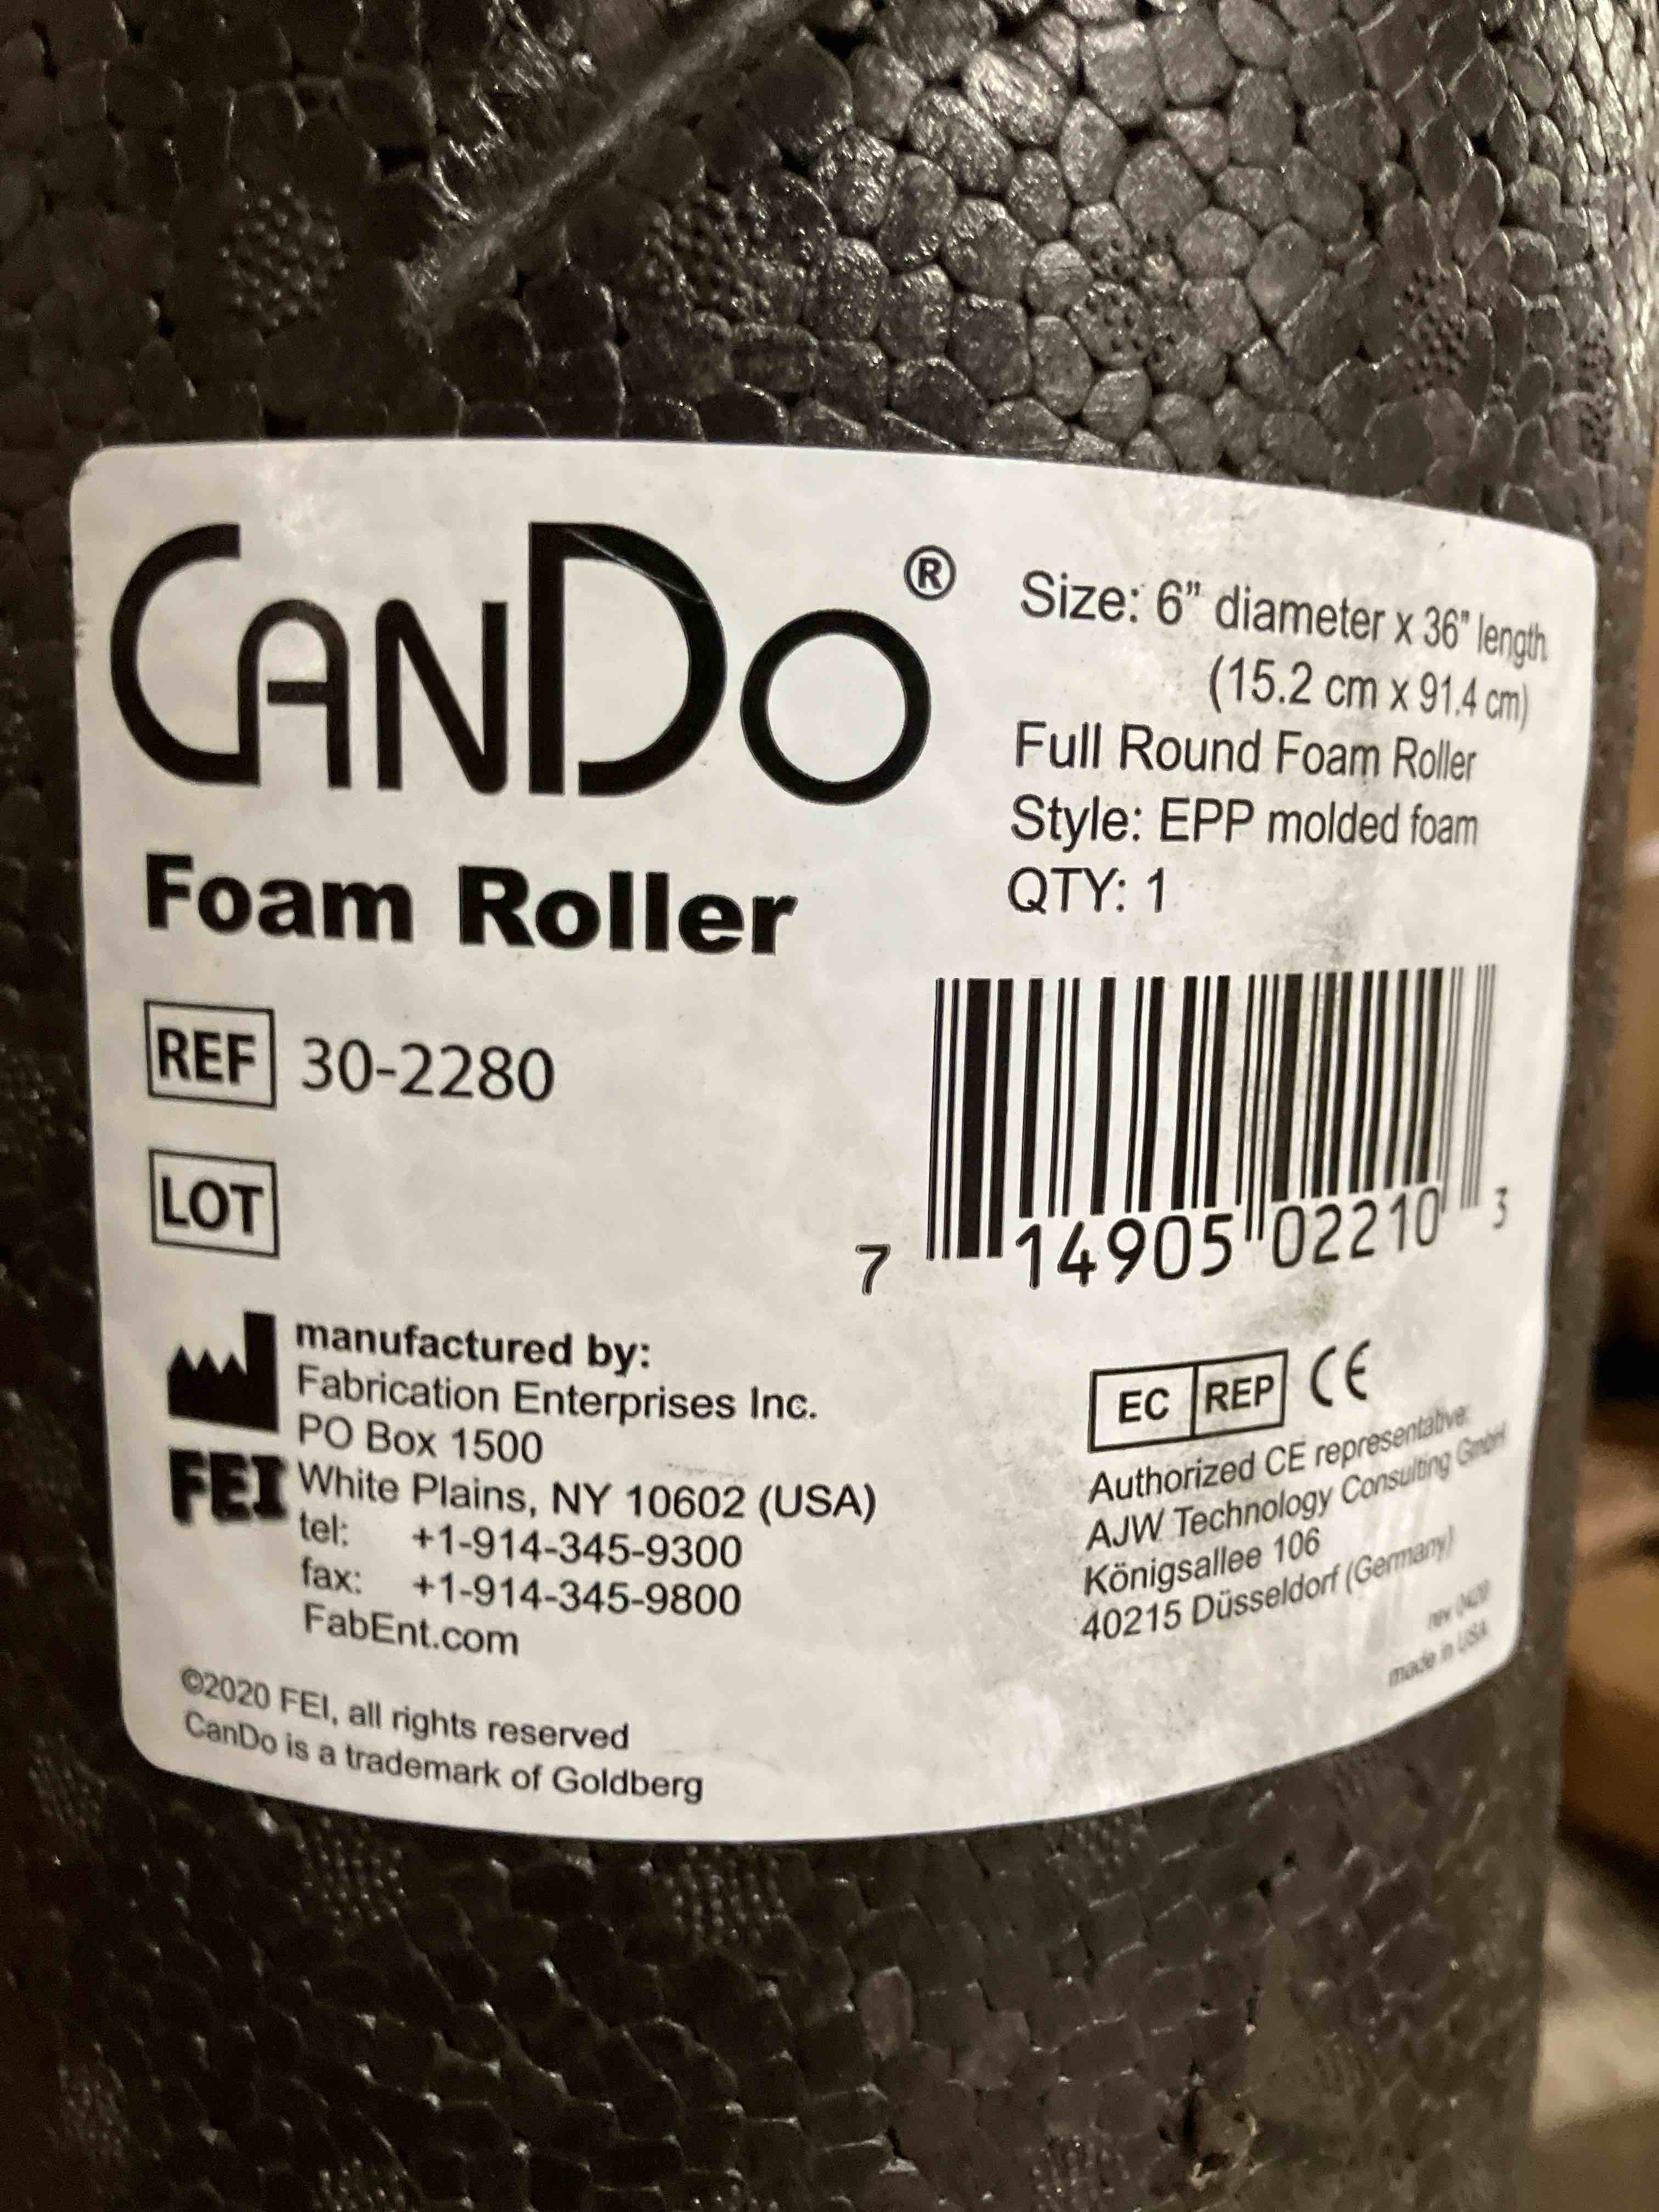 CanDo®
Foam Roller
REF 30-2280
LOT
Size: 6” diameter x 36” length
(15.2 cm x 91.4 cm)
Full Round Foam Roller
Style: EPP molded foam
QTY: 1
7 14905 02210 3
manufactured by:
Fabrication Enterprises Inc.
PO Box 1500
FEI White Plains, NY 10602 (USA)
tel: +1-914-345-9300
fax: +1-914-345-9800
FabEnt.com
©2020 FEI, all rights reserved
CanDo is a trademark of Goldberg
EC REP CE
Authorized CE representative:
AJW Technology Consulting GmbH
Königsallee 106
40215 Düsseldorf (Germany)
rev 0420
made in USA